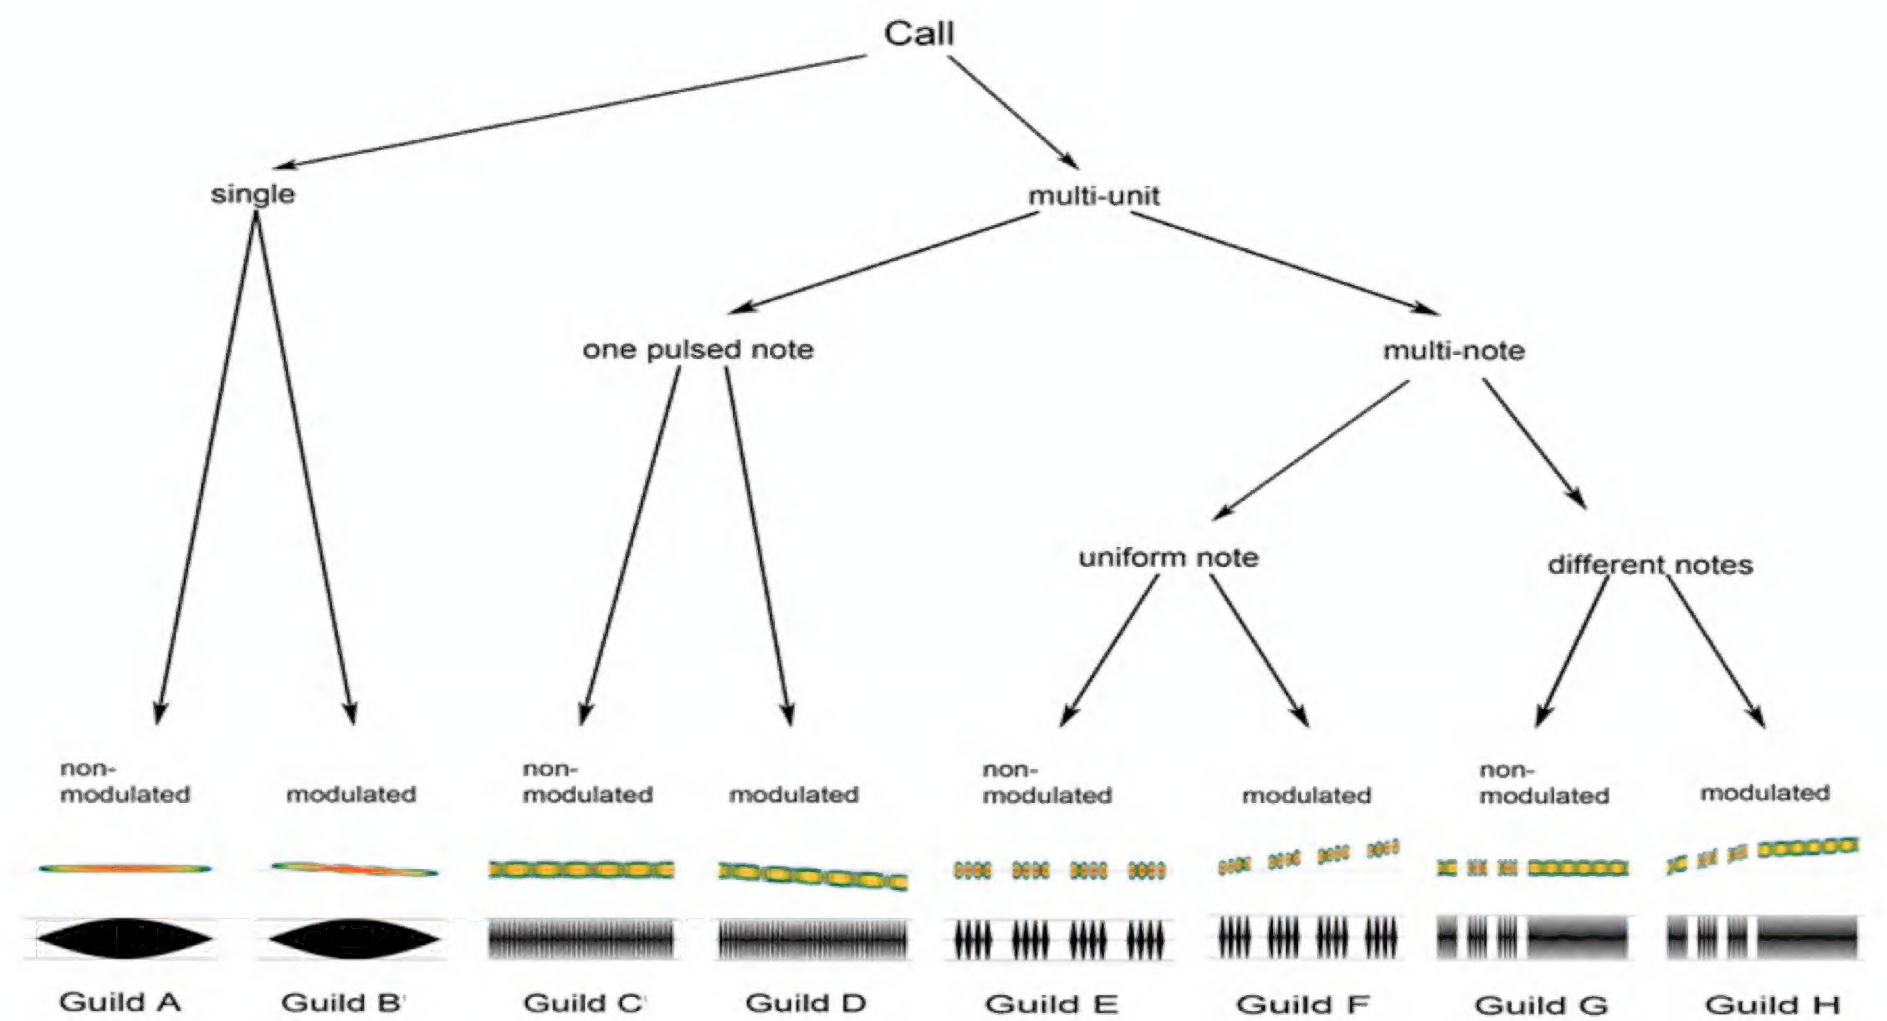 Call
single
multi-unit
one pulsed note
multi-note
uniform note
different notes
non-
modulated
modulated
non-
modulated
modulated
non-
modulated
modulated
non-
modulated
modulated
Guild A
Guild B
Guild C
Guild D
Guild E
Guild F
Guild G
Guild H